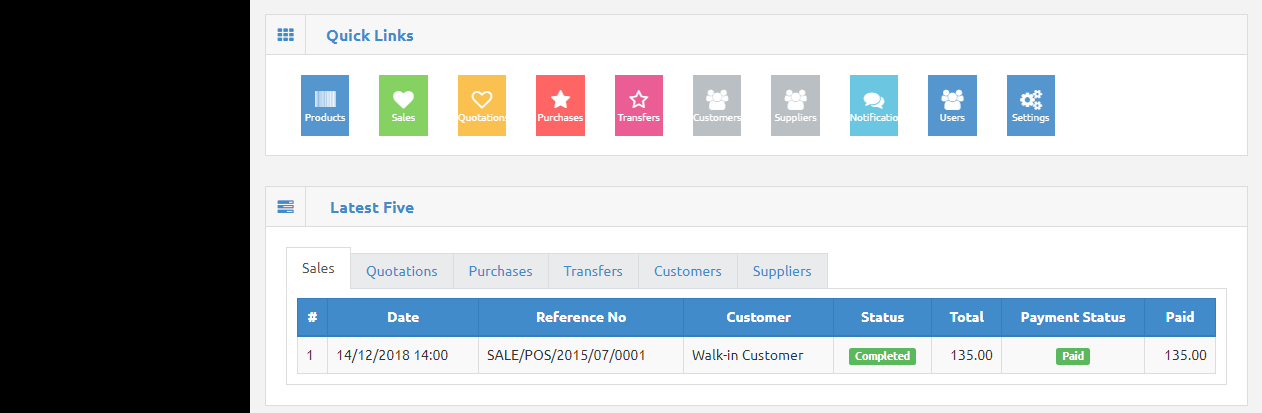 Quick Links
Products Sales Quotations Purchases Transfers Customers Suppliers Notificatio Users Settings
Latest Five
Sales Quotations Purchases Transfers Customers Suppliers
# Date Reference No Customer Status Total Payment Status Paid
1 14/12/2018 14:00 SALE/POS/2015/07/0001 Walk-in Customer Completed 135.00 Paid 135.00